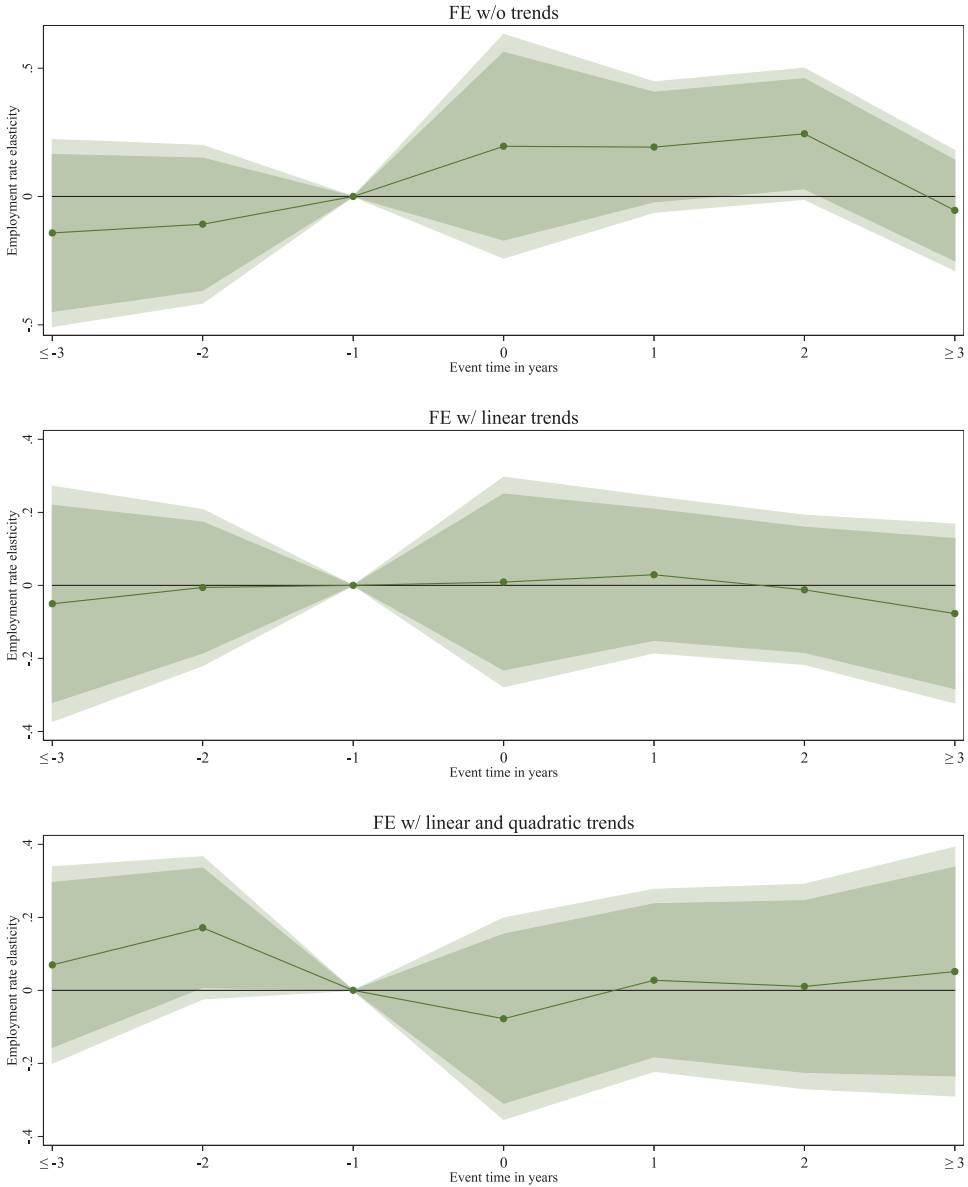 FE w/o trends
Employment rate elasticity
.5
0
-.5
≤ -3 -2 -1 0 1 2 ≥ 3
Event time in years
FE w/ linear trends
Employment rate elasticity
.4
.2
0
-.2
-.4
≤ -3 -2 -1 0 1 2 ≥ 3
Event time in years
FE w/ linear and quadratic trends
Employment rate elasticity
.4
.2
0
-.2
-.4
≤ -3 -2 -1 0 1 2 ≥ 3
Event time in years